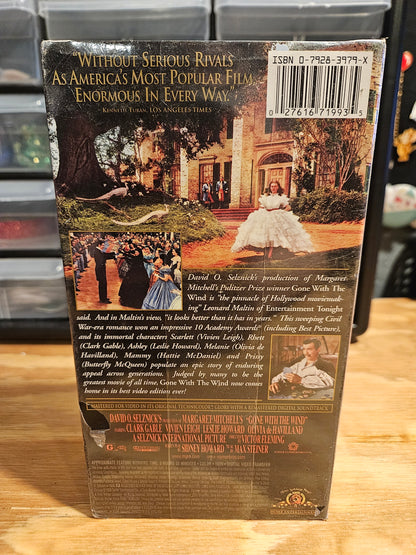 "WITHOUT SERIOUS RIVALS
AS AMERICA'S MOST POPULAR FILM,
ENORMOUS IN EVERY WAY."
KENNETH TURAN, LOS ANGELES TIMES
ISBN 0-7926-3979-X
0 27616 71993 5
David O. Selznick's production of Margaret
Mitchell's Pulitzer Prize winner Gone With The
Wind is "the pinnacle of Hollywood moviemak-
ing" Leonard Maltin of Entertainment Tonight
said. And in Maltin's view, "it looks better than it has in years." This sweeping Civil
War-era romance won an impressive 10 Academy Awards® (including Best Picture),
and its immortal characters Scarlett (Vivien Leigh), Rhett
(Clark Gable), Ashley (Leslie Howard), Melanie (Olivia de
Havilland), Mammy (Hattie McDaniel) and Prissy
(Butterfly McQueen) populate an epic story of enduring
appeal across generations. Judged by many to be the
greatest movie of all time, Gone With The Wind now comes
home in its best video edition ever!
REMASTERED FOR VIDEO IN ITS ORIGINAL TECHNICOLOR® GLORY WITH A REMASTERED DIGITAL SOUNDTRACK
DAVID O. SELZNICK'S MARGARET MITCHELL'S "GONE WITH THE WIND"
STARRING CLARK GABLE VIVIEN LEIGH LESLIE HOWARD OLIVIA de HAVILLAND
A SELZNICK INTERNATIONAL PICTURE VICTOR FLEMING
SIDNEY HOWARD MAX STEINER
G